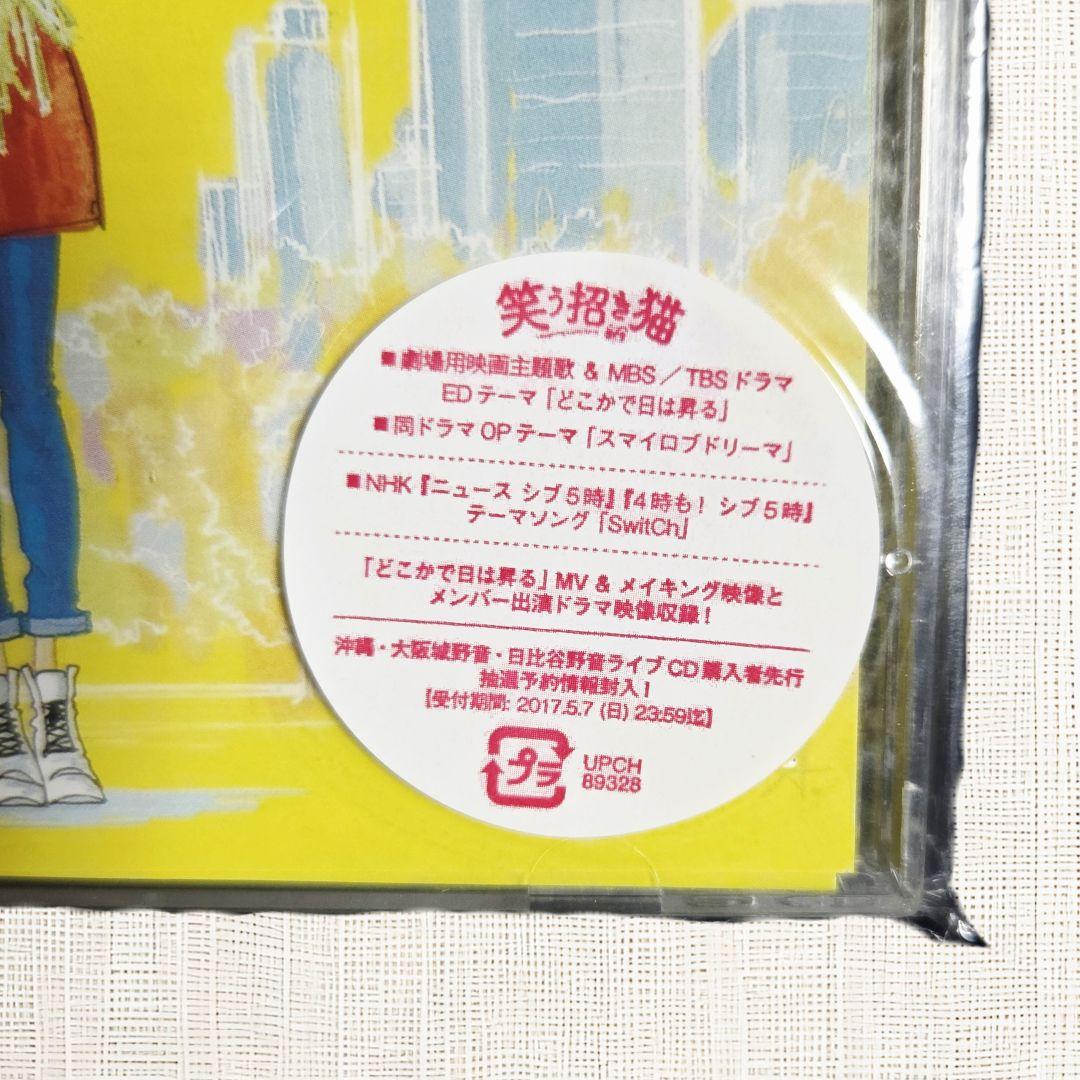 笑う招き猫
■劇場用映画主題歌 & MBS／TBSドラマ
EDテーマ「どこかで日は昇る」
■同ドラマOPテーマ「スマイロブドリーマ」
■NHK『ニュース シブ5時』『4時も！ シブ5時』
テーマソング「SwitCh」
「どこかで日は昇る」MV & メイキング映像と
メンバー出演ドラマ映像収録！
沖縄・大阪城野音・日比谷野音ライブCD購入者先行
抽選予約情報封入！
【受付期間: 2017.5.7 (日) 23:59迄】
プラ
UPCH
89328